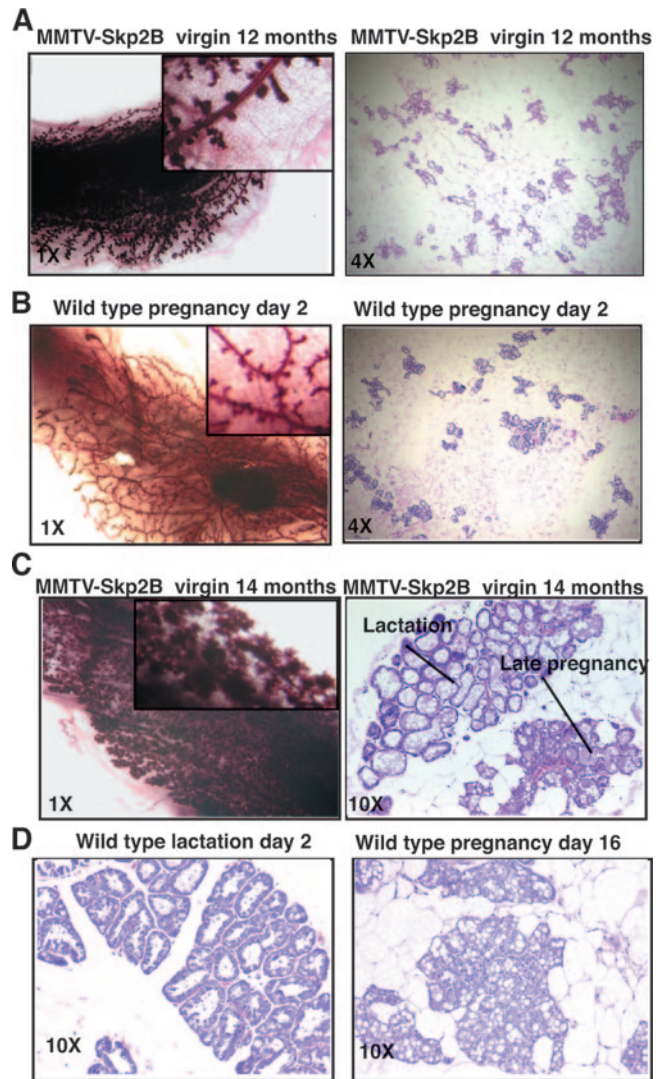 A
MMTV-Skp2B virgin 12 months
MMTV-Skp2B virgin 12 months
1X
4X
B
Wild type pregnancy day 2
Wild type pregnancy day 2
1X
4X
C
MMTV-Skp2B virgin 14 months
MMTV-Skp2B virgin 14 months
Lactation
Late pregnancy
1X
10X
D
Wild type lactation day 2
Wild type pregnancy day 16
10X
10X